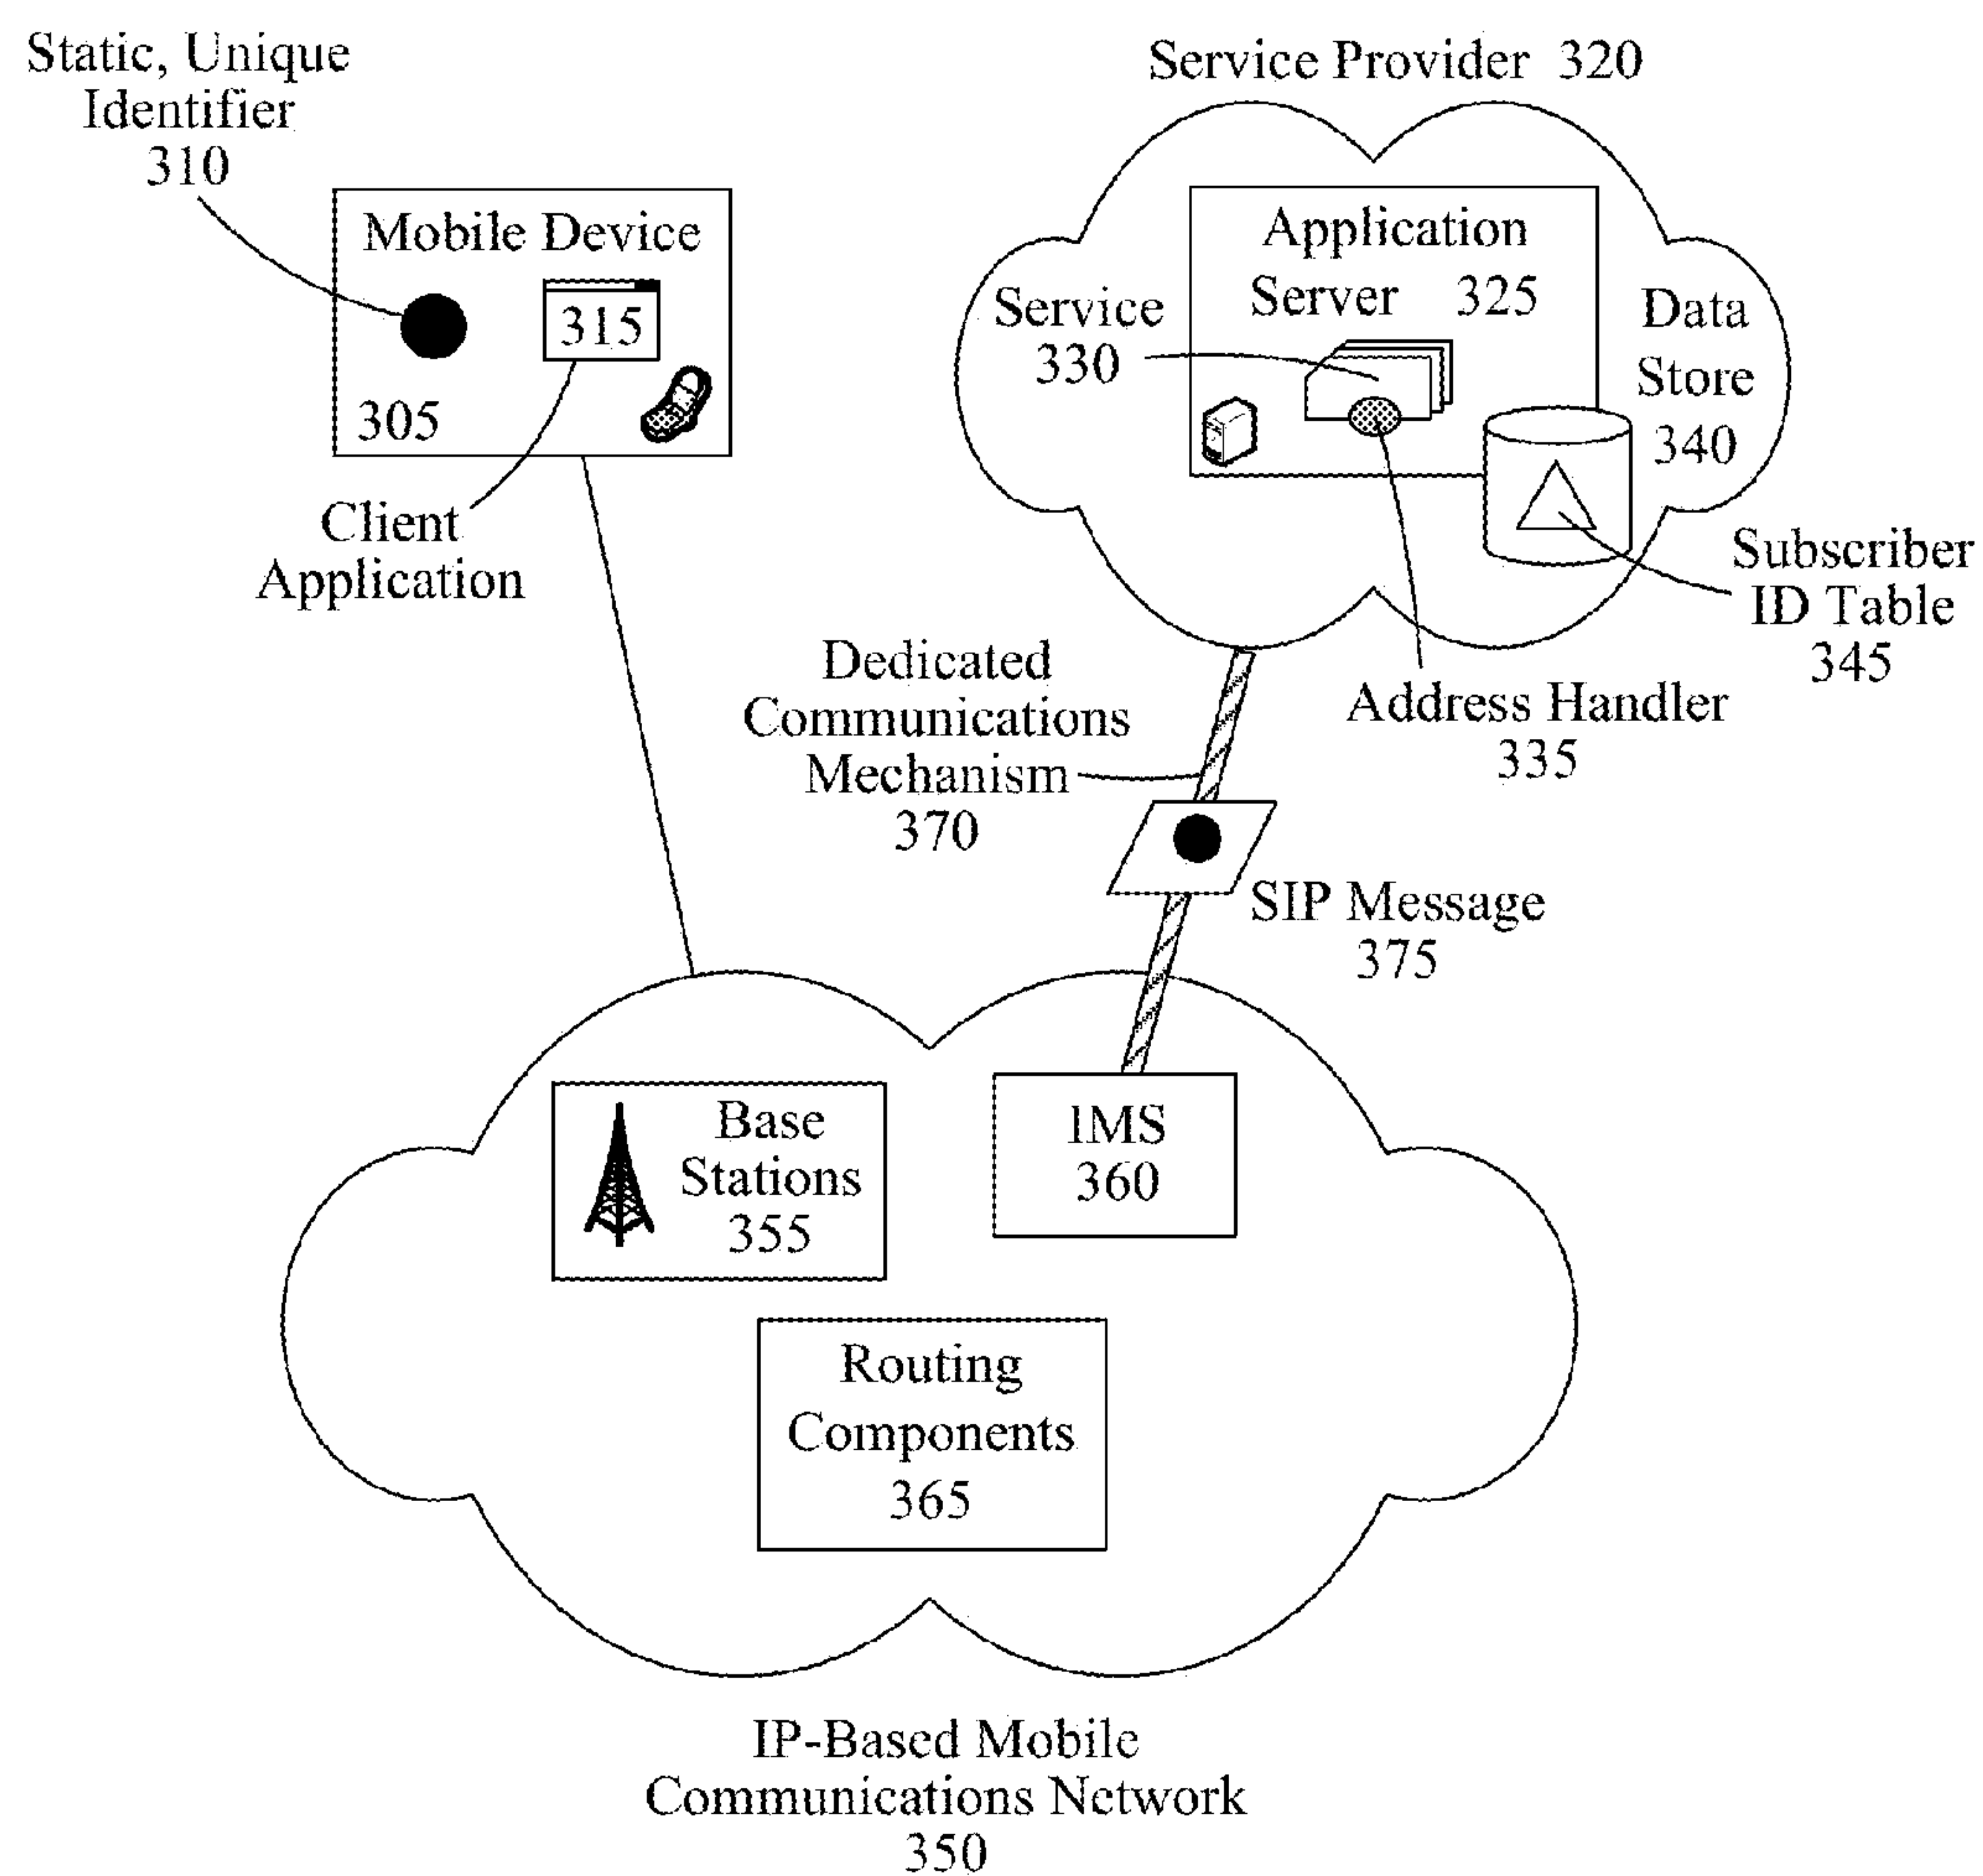 Static, Unique
Identifier
310
Mobile Device
315
305
Client
Application
Service Provider 320
Application
Server 325
Service
330
Data
Store
340
Subscriber
ID Table
345
Address Handler
335
Dedicated
Communications
Mechanism
370
SIP Message
375
Base
Stations
355
IMS
360
Routing
Components
365
IP-Based Mobile
Communications Network
350